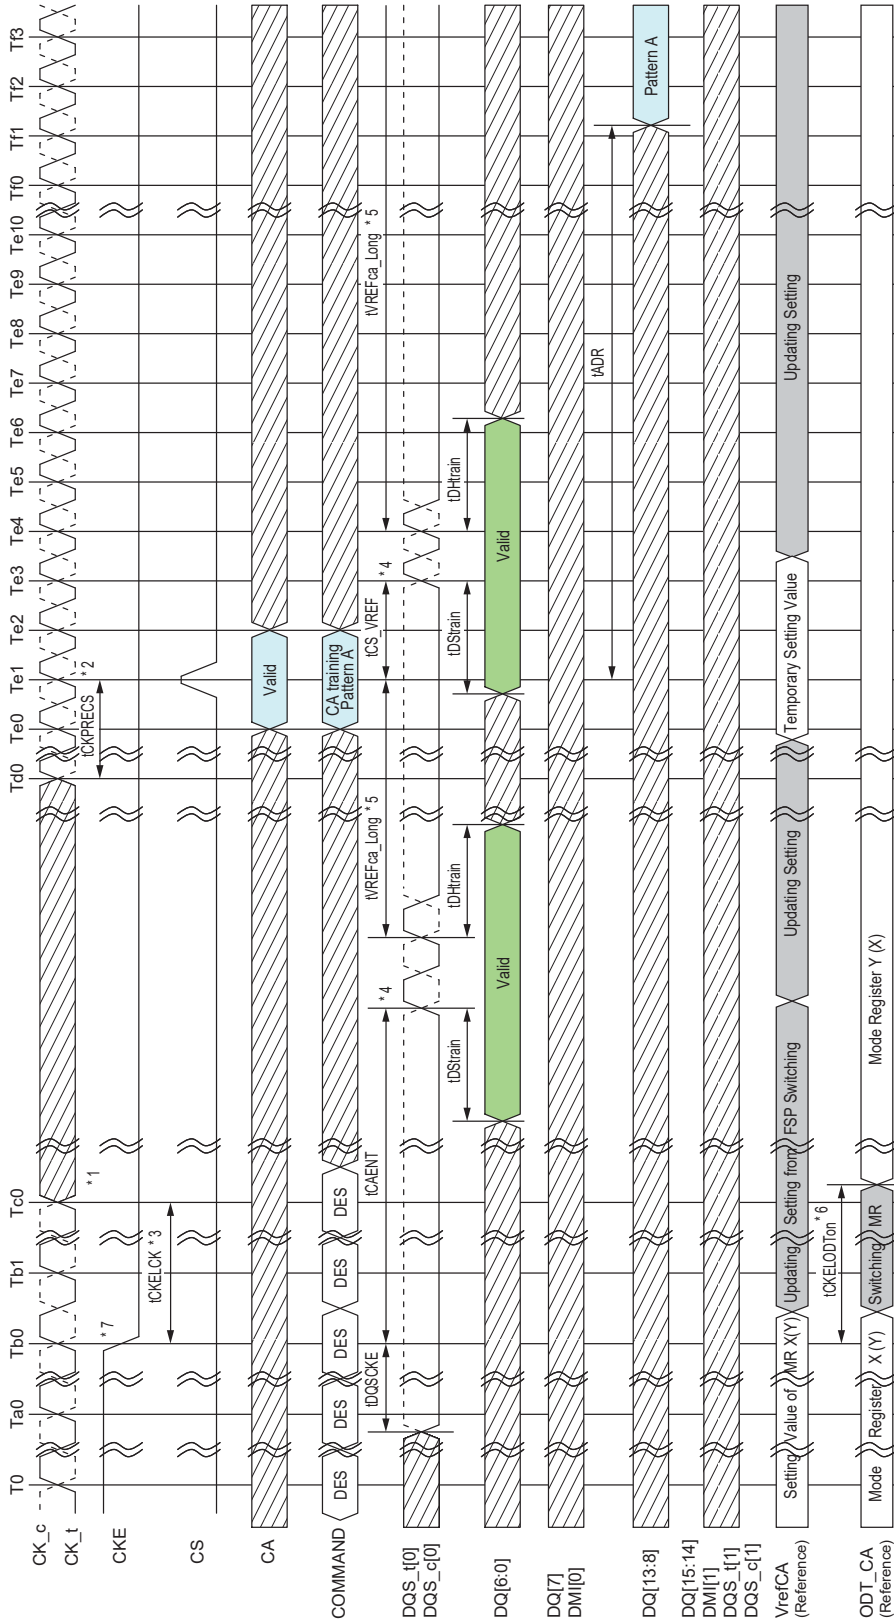 T0 Ta0 Tb0 Tb1 Tc0 Td0 Te0 Te1 Te2 Te3 Te4 Te5 Te6 Te7 Te8 Te9 Te10 Tf0 Tf1 Tf2 Tf3
CK_c
CK_t
*1
tCKPRECS
*2
CKE
*7
tCKELCK *3
CS
CA
Valid
COMMAND
DES DES DES DES DES
CA training
Pattern A
tDQSCKE
tCAENT
tVREFca_Long *5
tCS_VREF
tVREFca_Long *5
*4
*4
DQS_t[0]
DQS_c[0]
tDStrain
tDHtrain
tDStrain
tDHtrain
DQ[6:0]
Valid
Valid
DQ[7]
DMI[0]
tADR
DQ[13:8]
Pattern A
DQ[15:14]
DMI[1]
DQS_t[1]
DQS_c[1]
VrefCA
(Reference)
Setting Value of MR X(Y)
Updating Setting from FSP Switching
Updating Setting
Temporary Setting Value
Updating Setting
tCKELODTon *6
ODT_CA
(Reference)
Mode Register X (Y)
Switching MR
Mode Register Y (X)